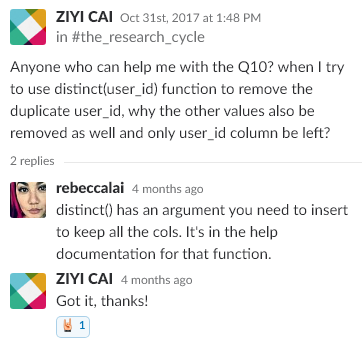 ZIYI CAI Oct 31st, 2017 at 1:48 PM
in #the_research_cycle
Anyone who can help me with the Q10? when I try
to use distinct(user_id) function to remove the
duplicate user_id, why the other values also be
removed as well and only user_id column be left?
2 replies
rebeccalai 4 months ago
distinct() has an argument you need to insert
to keep all the cols. It's in the help
documentation for that function.
ZIYI CAI 4 months ago
Got it, thanks!
1